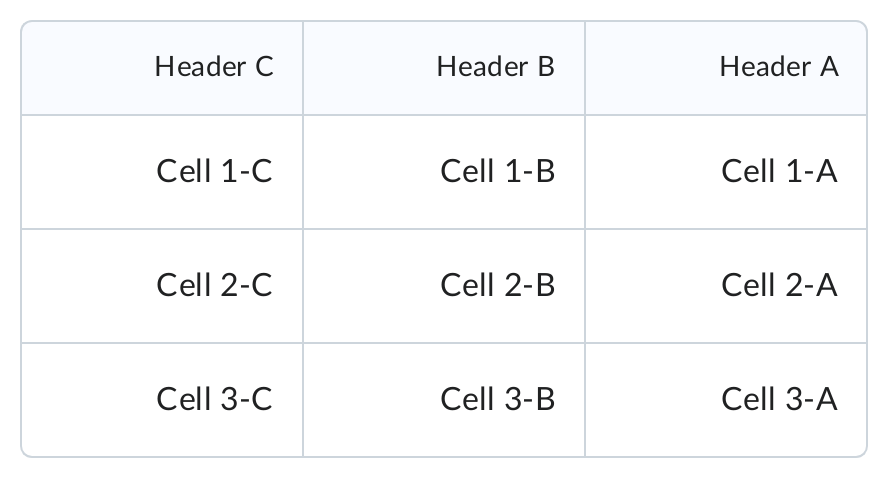 Header C Header B Header A
Cell 1-C Cell 1-B Cell 1-A
Cell 2-C Cell 2-B Cell 2-A
Cell 3-C Cell 3-B Cell 3-A